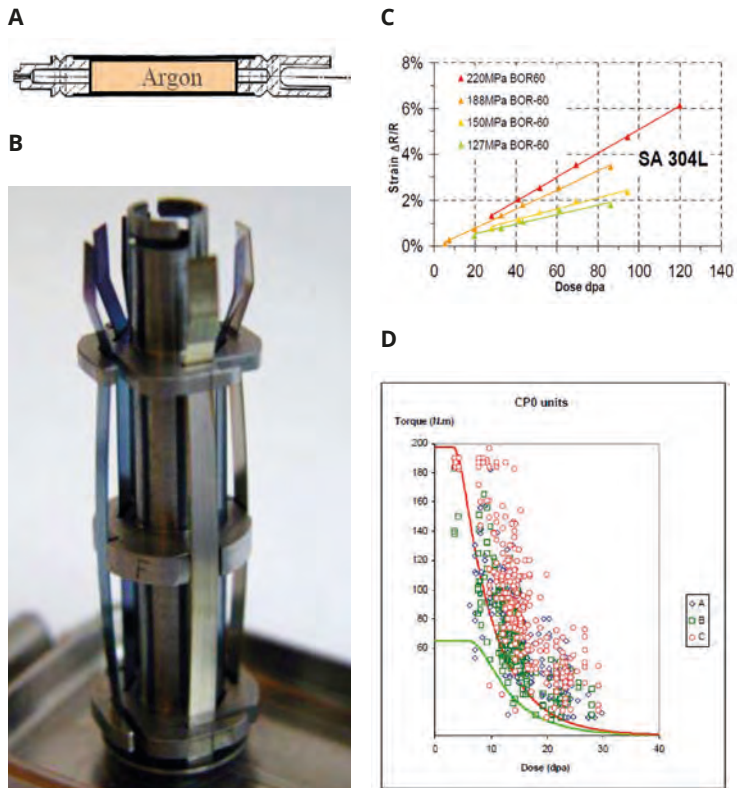 A
Argon
B
F
C
8%
6%
4%
2%
0%
Strain ΔR/R
220MPa BOR60
188MPa BOR-60
150MPa BOR-60
127MPa BOR-60
SA 304L
0 20 40 60 80 100 120 140
Dose dpa
D
CP0 units
Torque (N.m)
200
180
160
140
120
100
80
60
0 10 20 40
Dose (dpa)
A
B
C